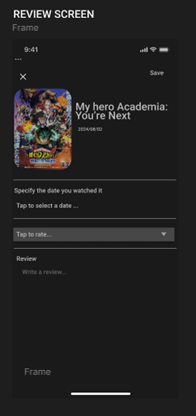 REVIEW SCREEN
Frame
9:41
...
Save
My hero Academia:
You're Next
2024/08/02
Specify the date you watched it
Tap to select a date ...
Tap to rate...
Review
Write a review...
Frame